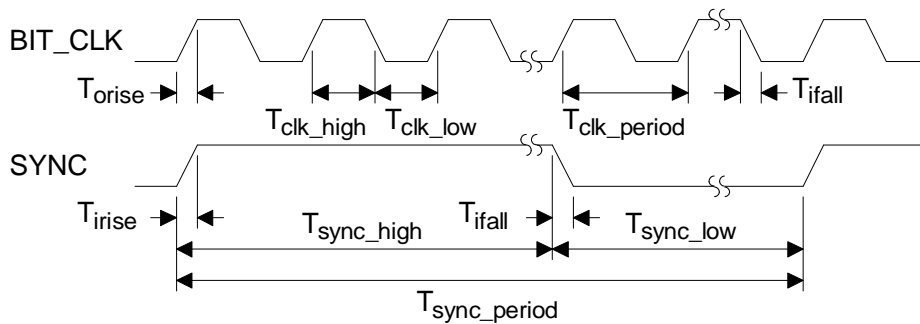 BIT_CLK
Torise
Tclk_high
Tclk_low
Tclk_period
Tifall
SYNC
Tirise
Tsync_high
Tifall
Tsync_low
Tsync_period